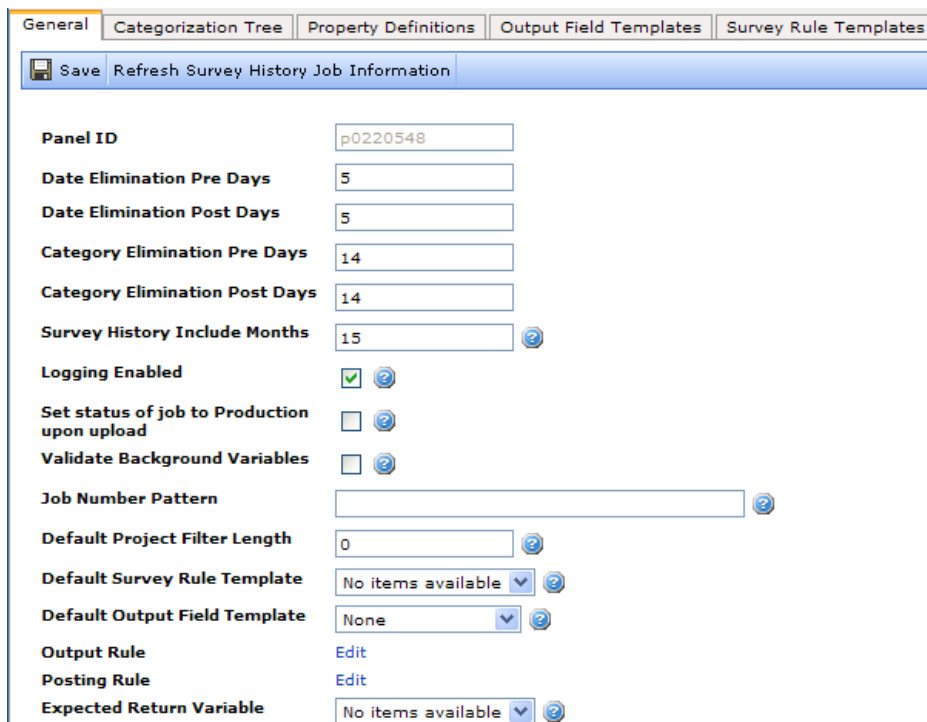 General Categorization Tree Property Definitions Output Field Templates Survey Rule Templates
Save Refresh Survey History Job Information
Panel ID p0220548
Date Elimination Pre Days 5
Date Elimination Post Days 5
Category Elimination Pre Days 14
Category Elimination Post Days 14
Survey History Include Months 15 ?
Logging Enabled ?
Set status of job to Production
upon upload ?
Validate Background Variables ?
Job Number Pattern ?
Default Project Filter Length 0 ?
Default Survey Rule Template No items available ?
Default Output Field Template None ?
Output Rule Edit
Posting Rule Edit
Expected Return Variable No items available ?